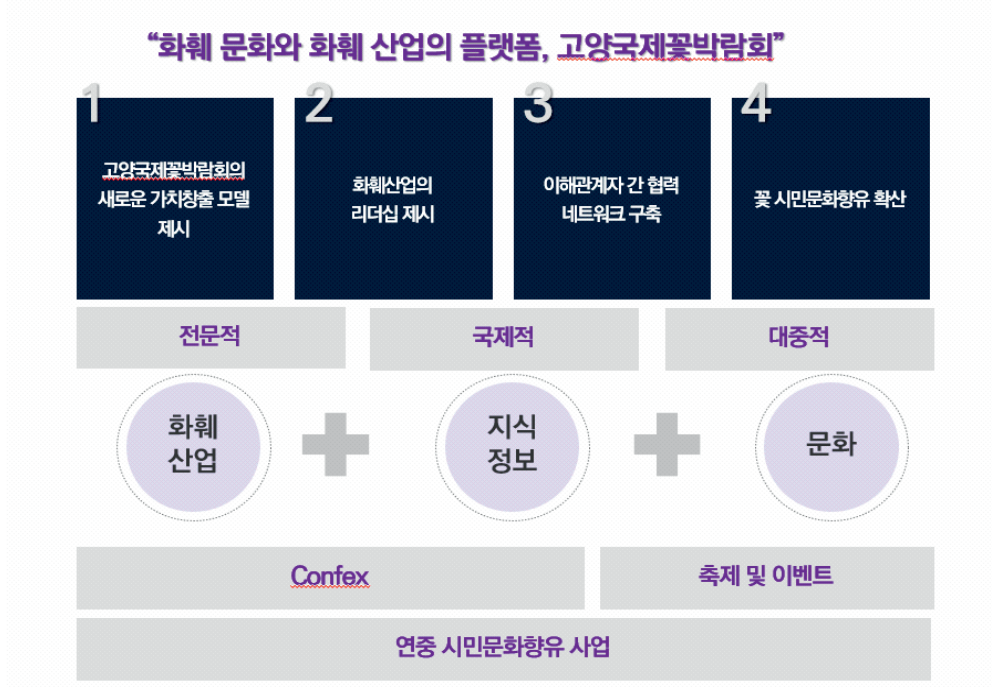 “화훼 문화와 화훼 산업의 플랫폼, 고양국제꽃박람회”
1
고양국제꽃박람회의
새로운 가치창출 모델
제시
2
화훼산업의
리더십 제시
3
이해관계자 간 협력
네트워크 구축
4
꽃 시민문화향유 확산
전문적
국제적
대중적
화훼
산업
지식
정보
문화
Confex
축제 및 이벤트
연중 시민문화향유 사업